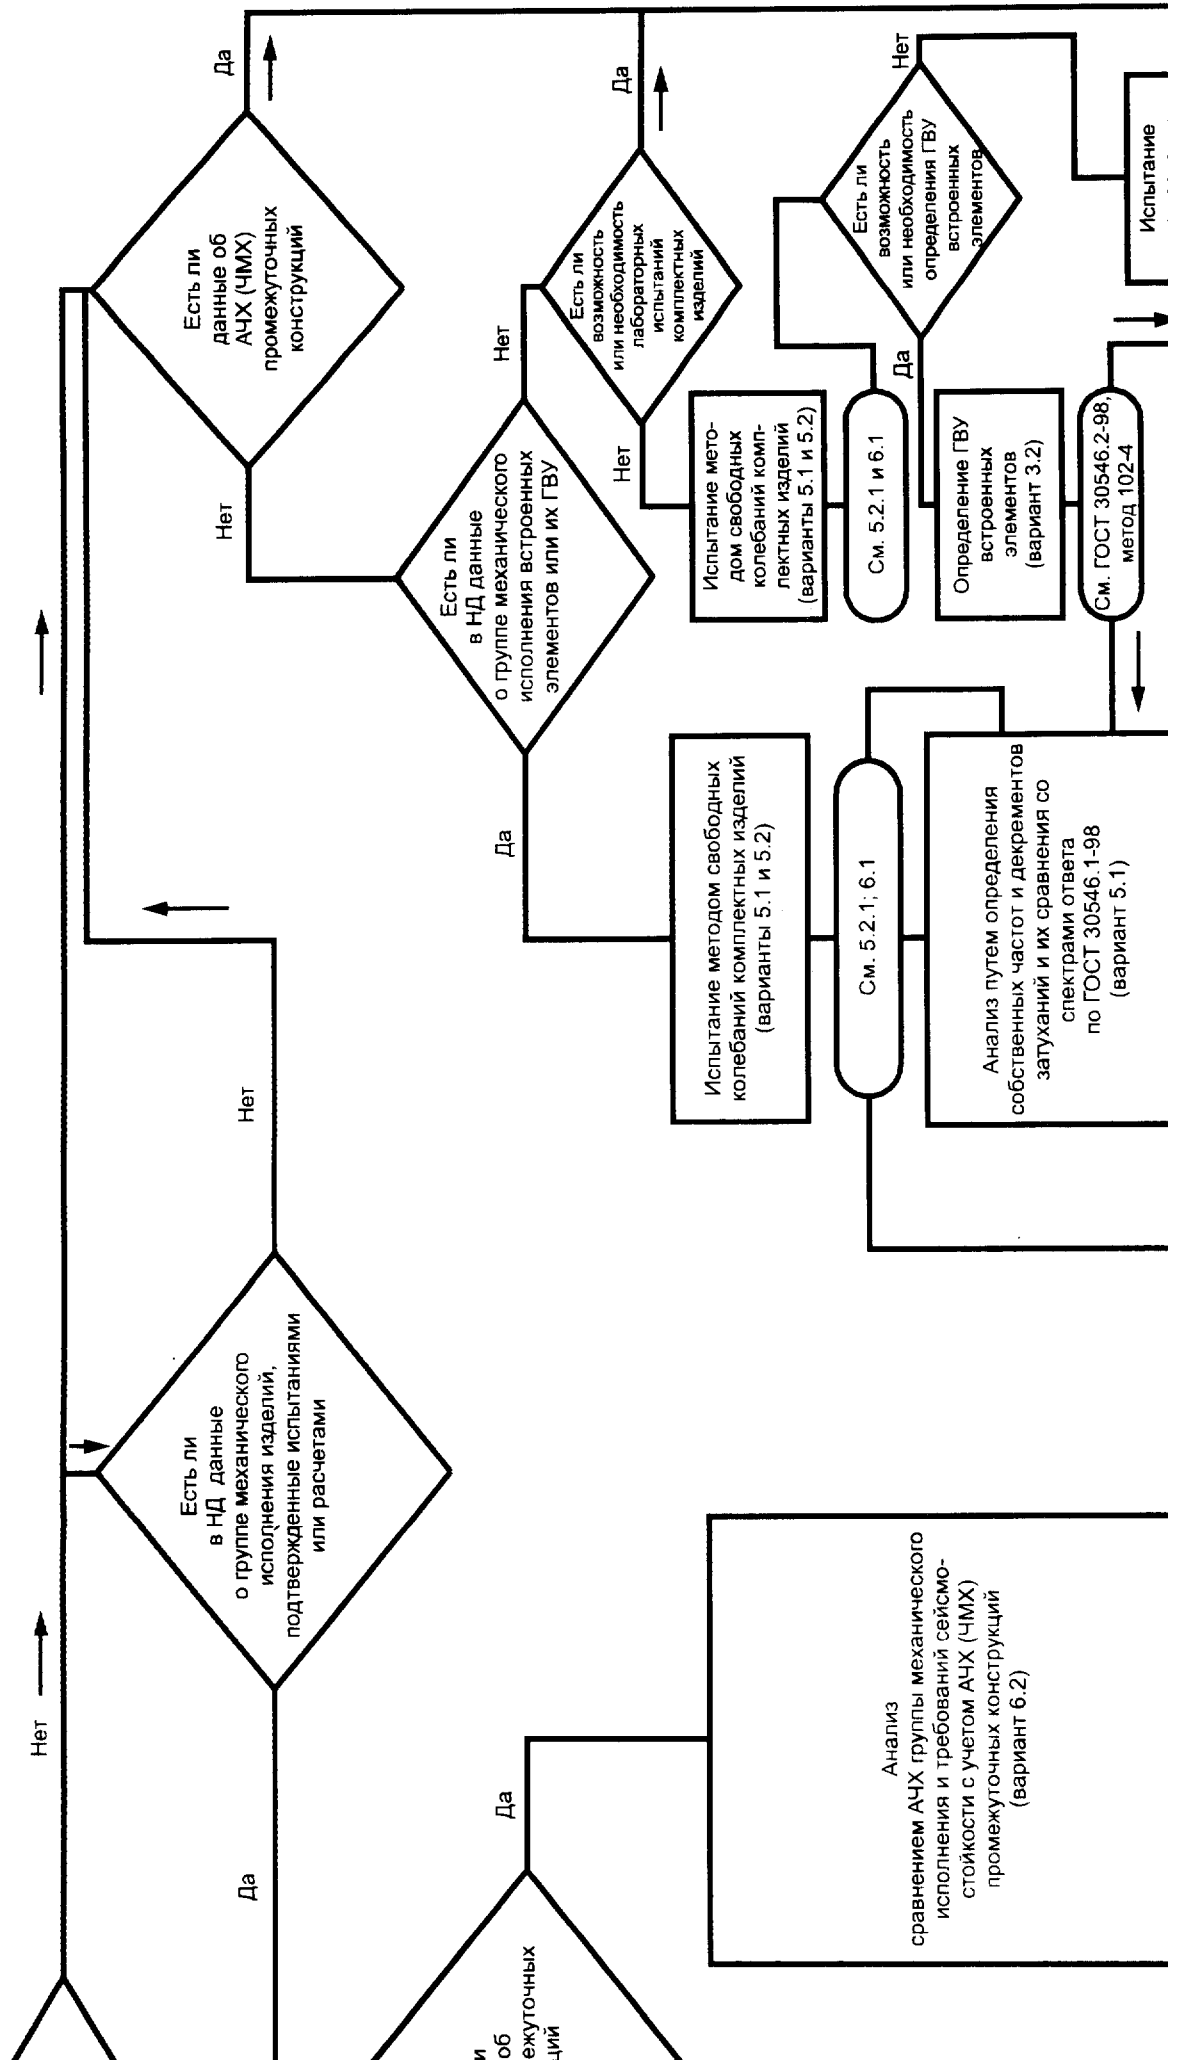 Нет
Есть ли
в НД данные
о группе механического
исполнения изделий,
подтвержденные испытаниями
или расчетами
Да
Нет
Есть ли
данные об
АЧХ (ЧМХ)
промежуточных
конструкций
Да
Нет
Есть ли
в НД данные
о группе механического
исполнения встроенных
элементов или их ГВУ
Да
Нет
Есть ли
возможность
или необходимость
лабораторных
испытаний
комплектных
изделий
Да
Нет
Испытание мето-
дом свободных
колебаний комп-
лектных изделий
(варианты 5.1 и 5.2)
См. 5.2.1 и 6.1
Есть ли
возможность
или необходимость
определения ГВУ
встроенных
элементов
Нет
Да
Определение ГВУ
встроенных
элементов
(вариант 3.2)
См. ГОСТ 30546.2-98,
метод 102-4
Испытание
Испытание методом свободных
колебаний комплектных изделий
(варианты 5.1 и 5.2)
См. 5.2.1; 6.1
Анализ путем определения
собственных частот и декрементов
затуханий и их сравнения со
спектрами ответа
по ГОСТ 30546.1-98
(вариант 5.1)
Да
Анализ
сравнением АЧХ группы механического
исполнения и требований сейсмо-
стойкости с учетом АЧХ (ЧМХ)
промежуточных конструкций
(вариант 6.2)
и
об
ежуточных
ций